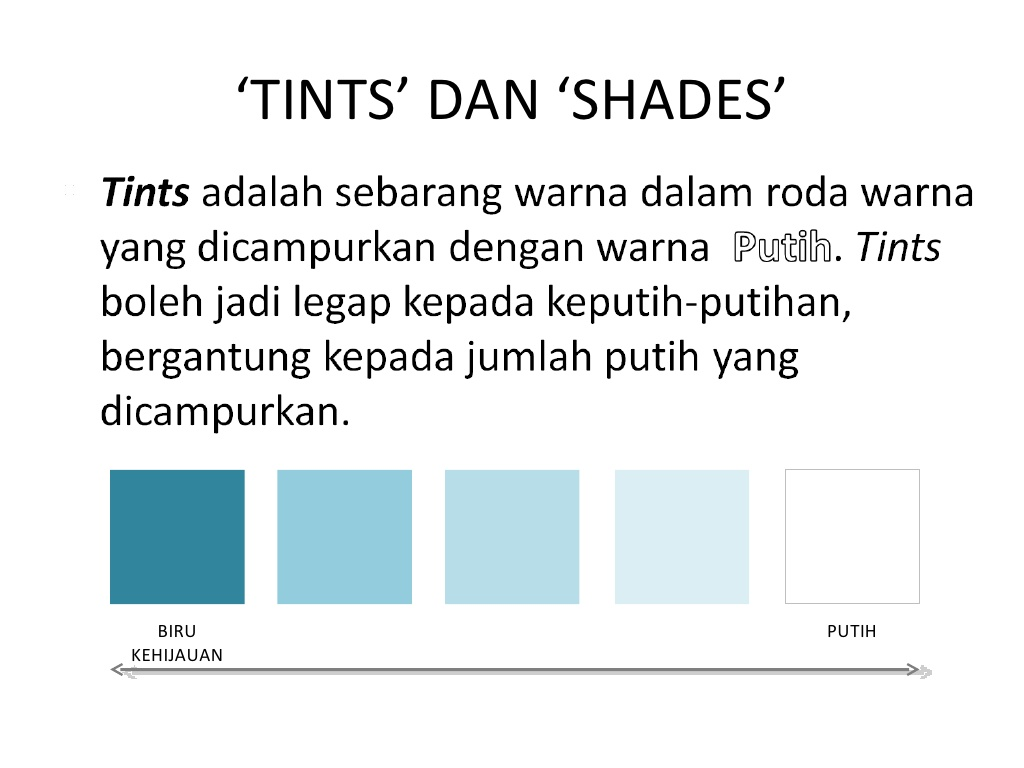 ‘TINTS’ DAN ‘SHADES’
Tints adalah sebarang warna dalam roda warna
yang dicampurkan dengan warna Putih. Tints
boleh jadi legap kepada keputih-putihan,
bergantung kepada jumlah putih yang
dicampurkan.
BIRU
KEHIJAUAN
PUTIH